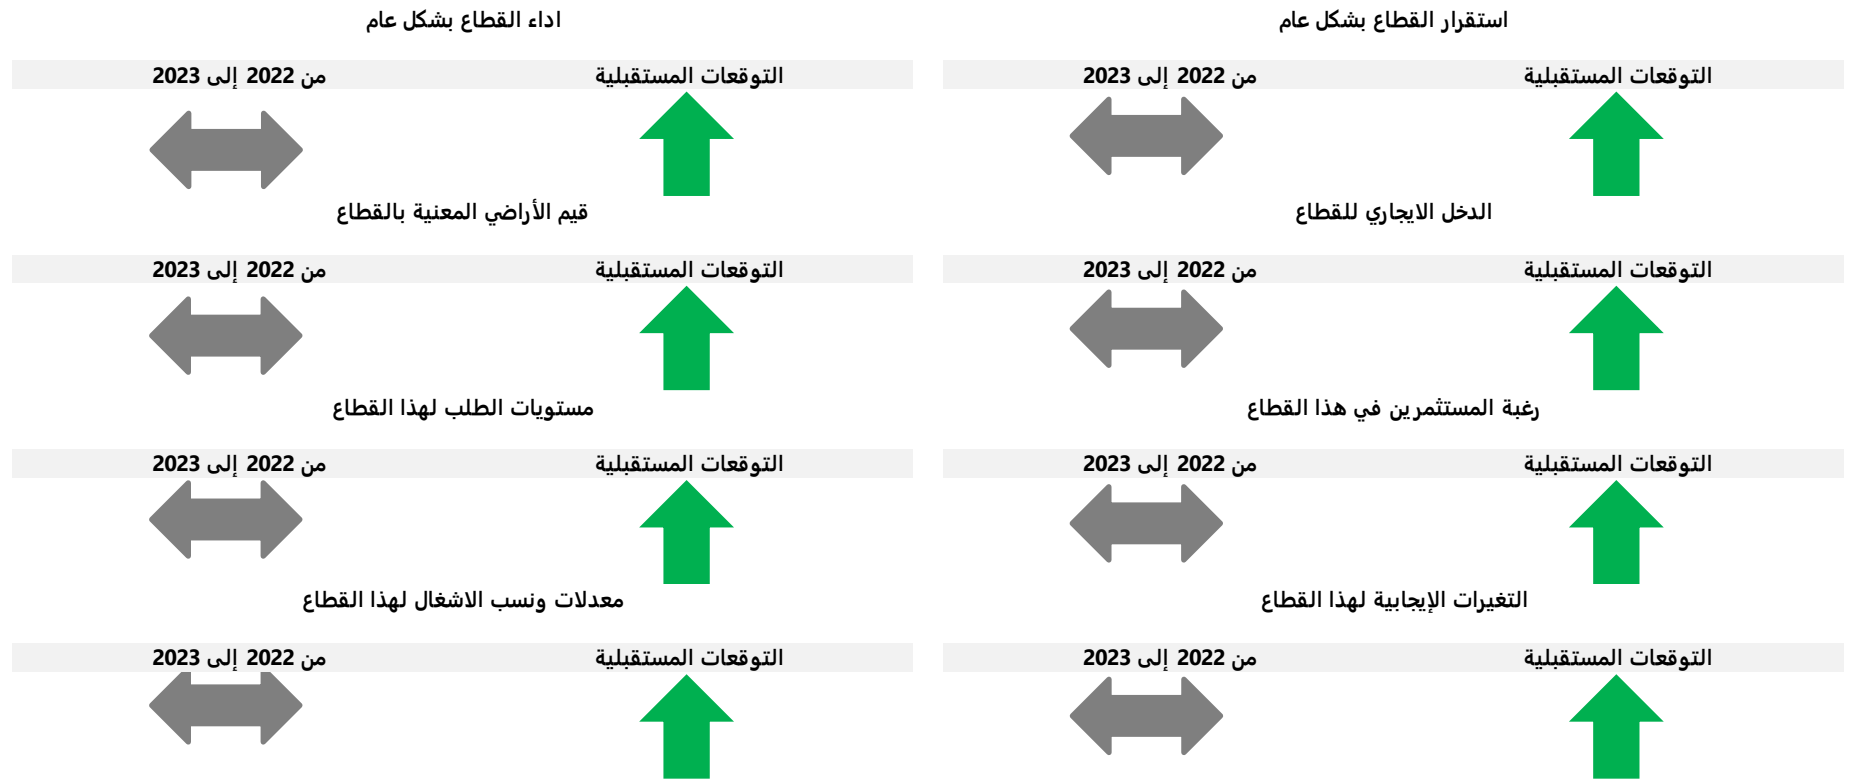 استقرار القطاع بشكل عام
اداء القطاع بشكل عام
التوقعات المستقبلية من 2022 إلى 2023
التوقعات المستقبلية من 2022 إلى 2023
الدخل الايجاري للقطاع
قيم الأراضي المعنية بالقطاع
التوقعات المستقبلية من 2022 إلى 2023
التوقعات المستقبلية من 2022 إلى 2023
رغبة المستثمرين في هذا القطاع
مستويات الطلب لهذا القطاع
التوقعات المستقبلية من 2022 إلى 2023
التوقعات المستقبلية من 2022 إلى 2023
التغيرات الإيجابية لهذا القطاع
معدلات ونسب الاشغال لهذا القطاع
التوقعات المستقبلية من 2022 إلى 2023
التوقعات المستقبلية من 2022 إلى 2023